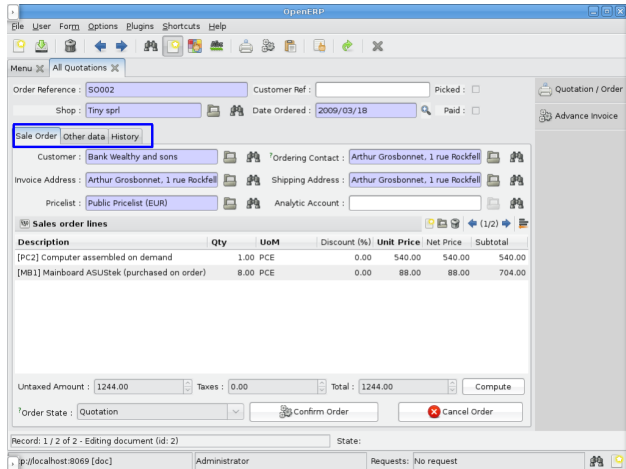 OpenERP
File User Form Options Plugins Shortcuts Help
Menu All Quotations
Order Reference : SO002 Customer Ref : Picked : Quotation / Order
Shop : Tiny sprl Date Ordered : 2009/03/18 Paid : Advance Invoice
Sale Order Other data History
Customer : Bank Wealthy and sons ?Ordering Contact : Arthur Grosbonnet, 1 rue Rockfell
Invoice Address : Arthur Grosbonnet, 1 rue Rockfell Shipping Address : Arthur Grosbonnet, 1 rue Rockfell
Pricelist : Public Pricelist (EUR) Analytic Account :
Sales order lines (1/2)
Description Qty UoM Discount (%) Unit Price Net Price Subtotal
[PC2] Computer assembled on demand 1.00 PCE 0.00 540.00 540.00 540.00
[MB1] Mainboard ASUStek (purchased on order) 8.00 PCE 0.00 88.00 88.00 704.00
Untaxed Amount : 1244.00 Taxes : 0.00 Total : 1244.00 Compute
?Order State : Quotation Confirm Order Cancel Order
Record: 1 / 2 of 2 - Editing document (id: 2) State:
p://localhost:8069 [doc] Administrator Requests: No request